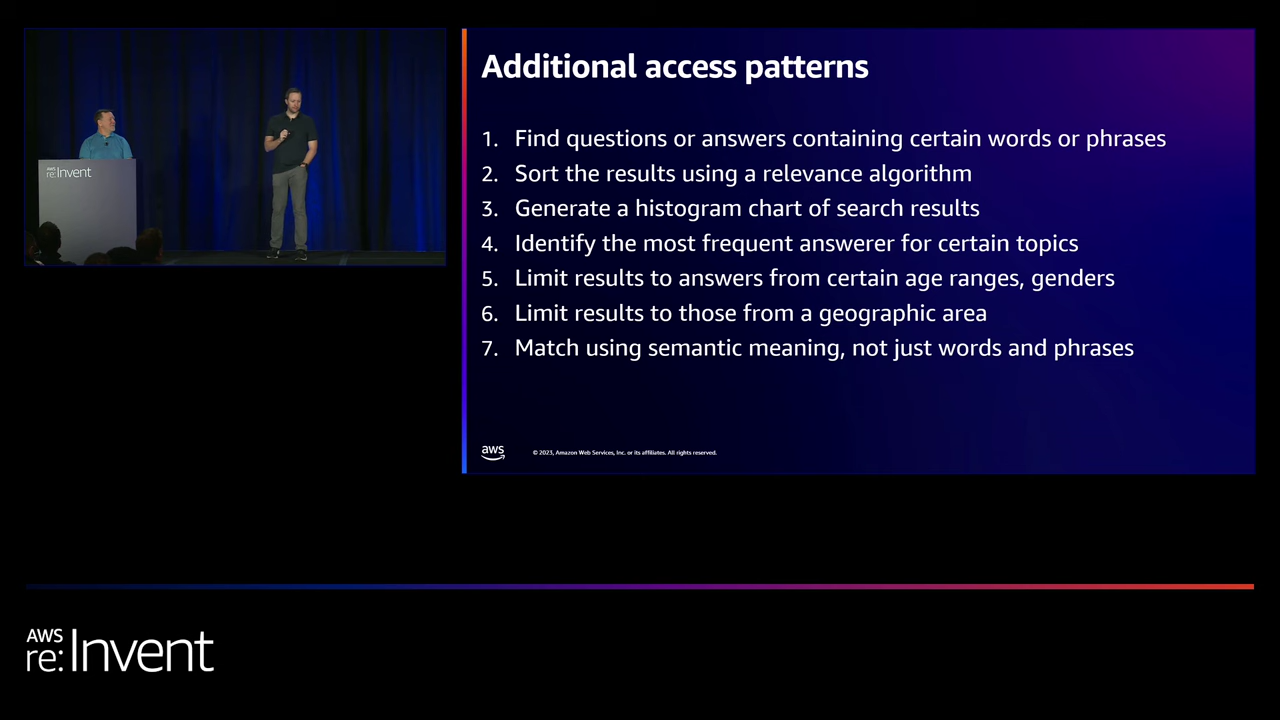 AWS
re:Invent
Additional access patterns
1. Find questions or answers containing certain words or phrases
2. Sort the results using a relevance algorithm
3. Generate a histogram chart of search results
4. Identify the most frequent answerer for certain topics
5. Limit results to answers from certain age ranges, genders
6. Limit results to those from a geographic area
7. Match using semantic meaning, not just words and phrases
aws
© 2023, Amazon Web Services, Inc. or its affiliates. All rights reserved.
AWS
re:Invent